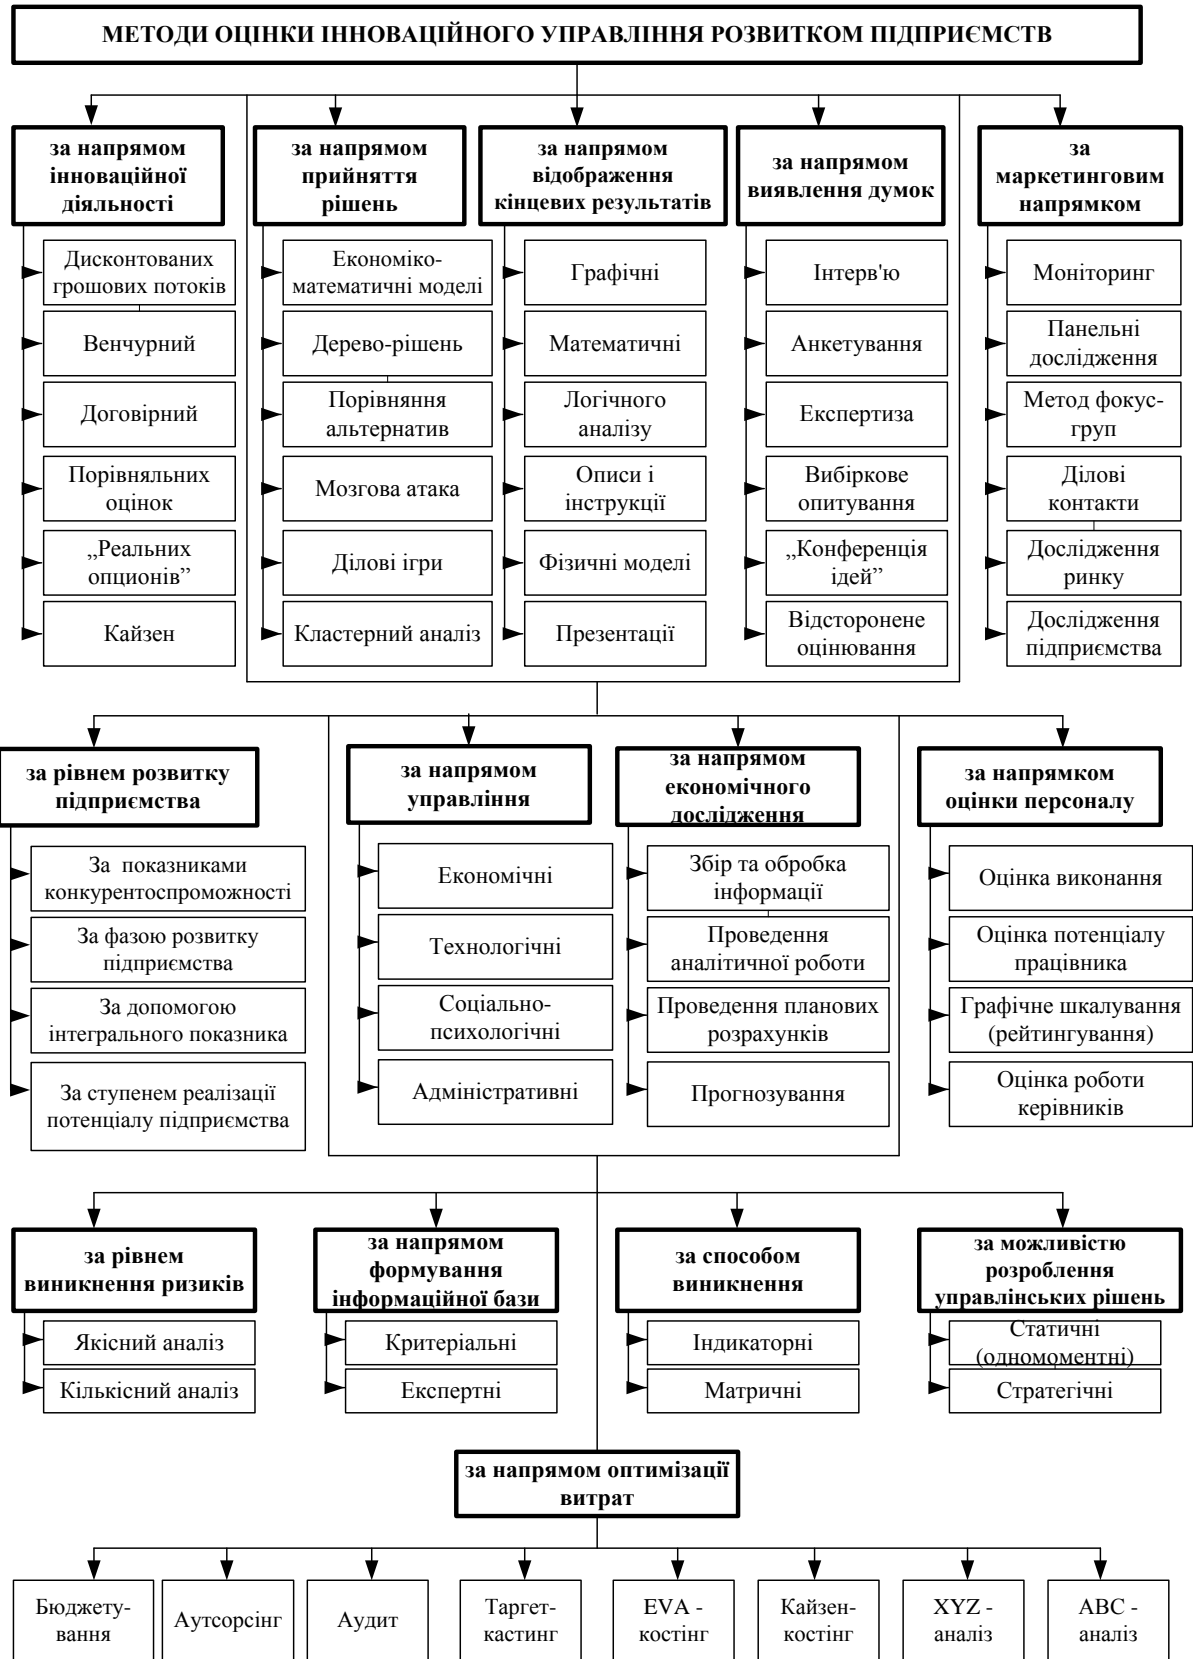 МЕТОДИ ОЦІНКИ ІННОВАЦІЙНОГО УПРАВЛІННЯ РОЗВИТКОМ ПІДПРИЄМСТВ
за напрямом
інноваційної
діяльності
Дисконтованих
грошових потоків
Венчурний
Договірний
Порівняльних
оцінок
„Реальних
опционів”
Кайзен
за напрямом
прийняття
рішень
Економіко-
математичні моделі
Дерево-рішень
Порівняння
альтернатив
Мозгова атака
Ділові ігри
Кластерний аналіз
за напрямом
відображення
кінцевих результатів
Графічні
Математичні
Логічного
аналізу
Описи і
інструкції
Фізичні моделі
Презентації
за напрямом
виявлення думок
Інтерв'ю
Анкетування
Експертиза
Вибіркове
опитування
„Конференція
ідей”
Відсторонене
оцінювання
за
маркетинговим
напрямком
Моніторинг
Панельні
дослідження
Метод фокус-
груп
Ділові
контакти
Дослідження
ринку
Дослідження
підприємства
за рівнем розвитку
підприємства
За показниками
конкурентоспроможності
За фазою розвитку
підприємства
За допомогою
інтегрального показника
За ступенем реалізації
потенціалу підприємства
за напрямом
управління
Економічні
Технологічні
Соціально-
психологічні
Адміністративні
за напрямом
економічного
дослідження
Збір та обробка
інформації
Проведення
аналітичної роботи
Проведення планових
розрахунків
Прогнозування
за напрямком
оцінки персоналу
Оцінка виконання
Оцінка потенціалу
працівника
Графічне шкалування
(рейтингування)
Оцінка роботи
керівників
за рівнем
виникнення ризиків
Якісний аналіз
Кількісний аналіз
за напрямом
формування
інформаційної бази
Критеріальні
Експертні
за способом
виникнення
Індикаторні
Матричні
за можливістю
розроблення
управлінських рішень
Статичні
(одномоментні)
Стратегічні
за напрямом оптимізації
витрат
Бюджету-
вання
Аутсорсінг
Аудит
Таргет-
кастинг
EVA -
костінг
Кайзен-
костінг
XYZ -
аналіз
ABC -
аналіз